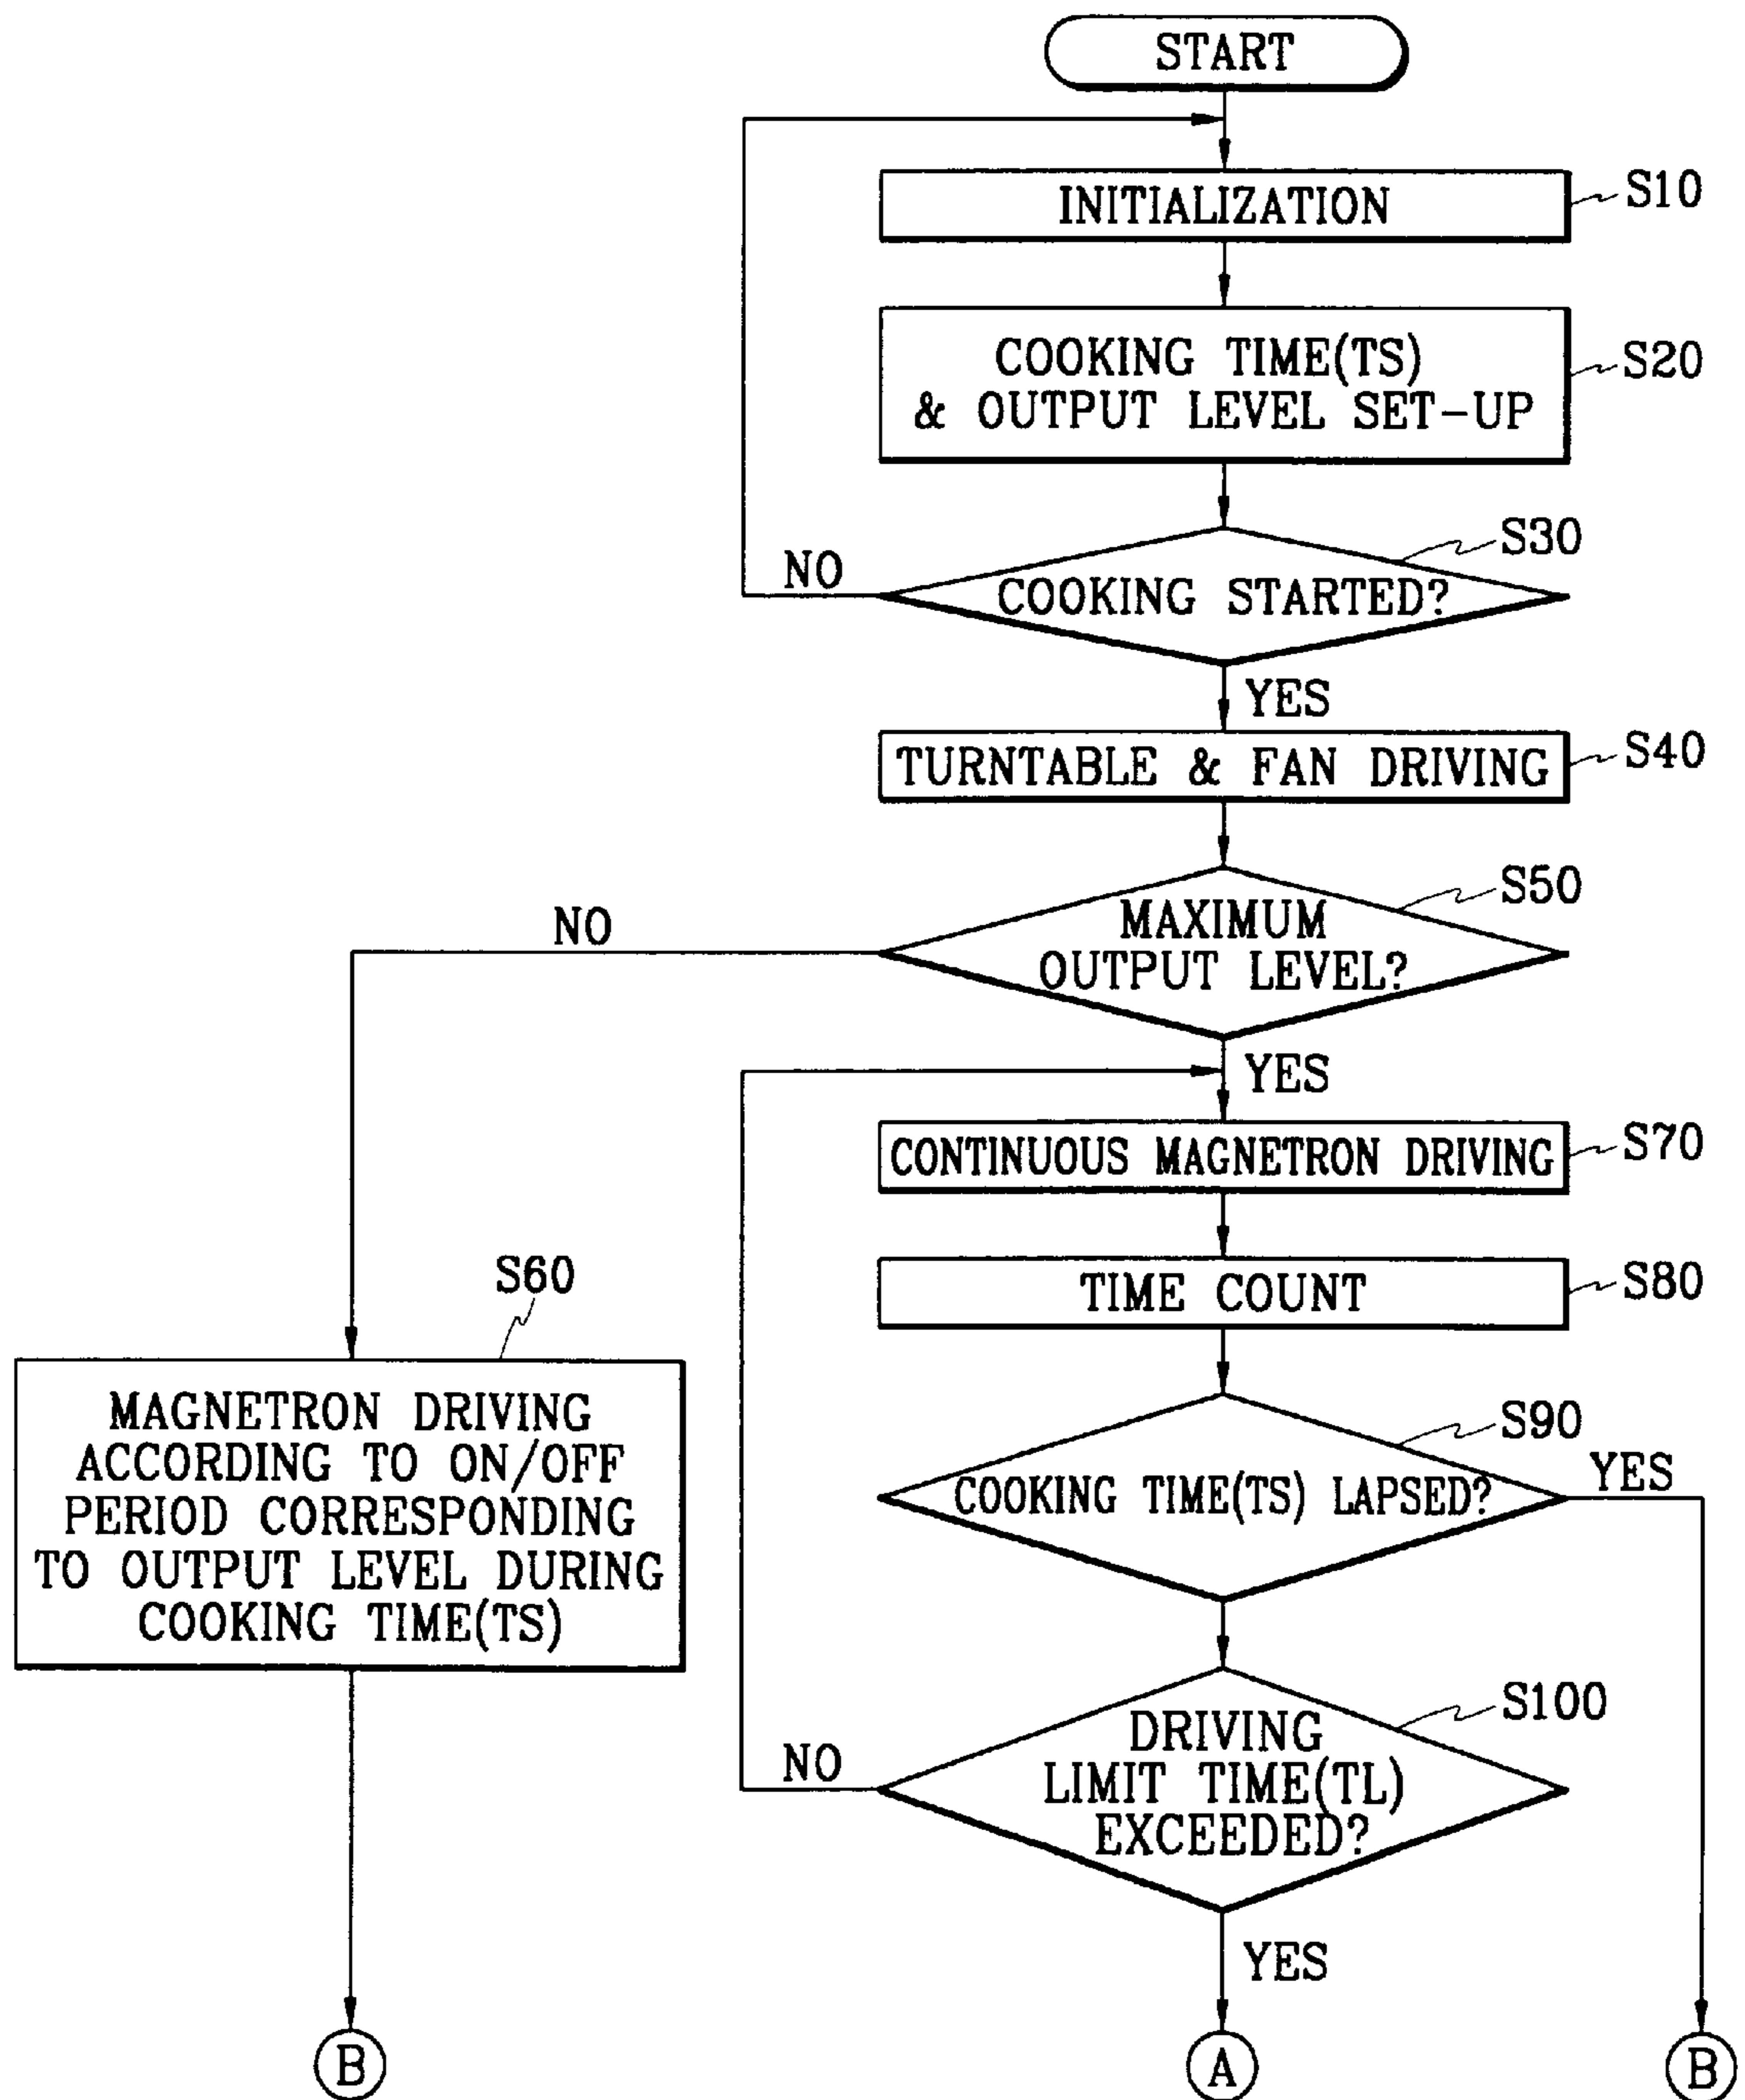 START
INITIALIZATION
S10
COOKING TIME(TS)
& OUTPUT LEVEL SET-UP
S20
S30
NO
COOKING STARTED?
YES
TURNTABLE & FAN DRIVING
S40
S50
NO
MAXIMUM
OUTPUT LEVEL?
YES
CONTINUOUS MAGNETRON DRIVING
S70
S60
TIME COUNT
S80
MAGNETRON DRIVING
ACCORDING TO ON/OFF
PERIOD CORRESPONDING
TO OUTPUT LEVEL DURING
COOKING TIME(TS)
S90
COOKING TIME(TS) LAPSED?
YES
S100
NO
DRIVING
LIMIT TIME(TL)
EXCEEDED?
YES
B
A
B